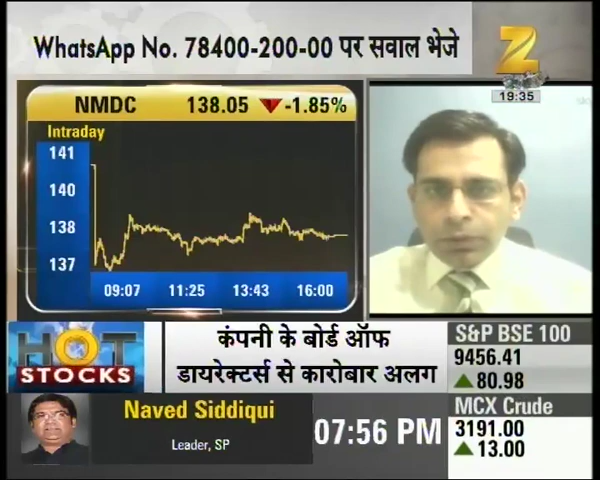 WhatsApp No. 78400-200-00 पर सवाल भेजे
19:35
NMDC 138.05 -1.85%
Intraday
141
140
138
137
09:07 11:25 13:43 16:00
HOT
STOCKS
कंपनी के बोर्ड ऑफ
डायरेक्टर्स से कारोबार अलग
S&P BSE 100
9456.41
80.98
Naved Siddiqui
Leader, SP
07:56 PM
MCX Crude
3191.00
13.00